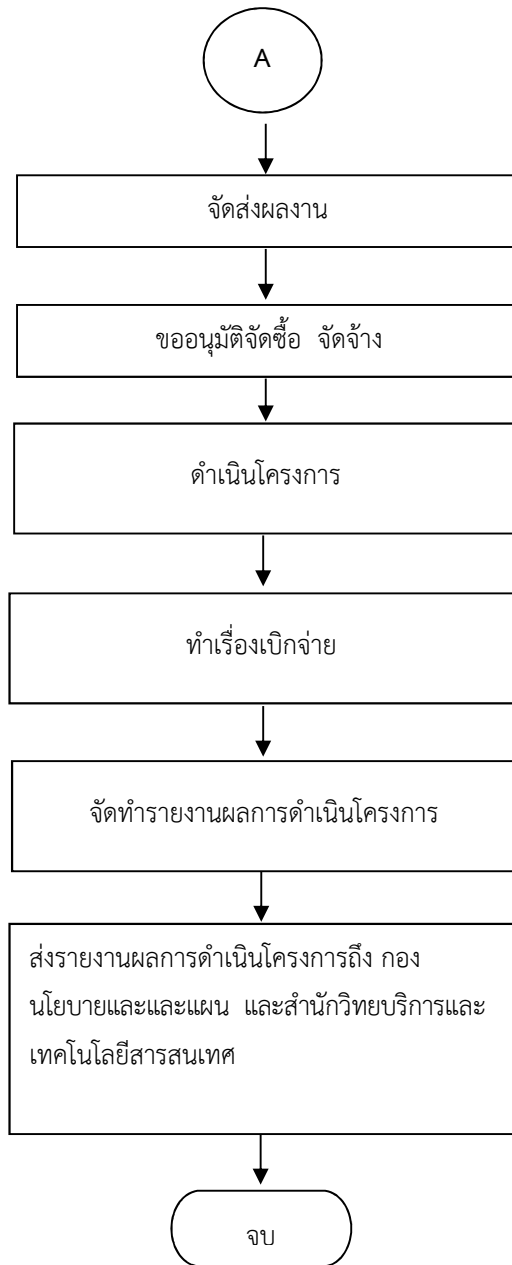 A
จัดส่งผลงาน
ขออนุมัติจัดซื้อ จัดจ้าง
ดำเนินโครงการ
ทำเรื่องเบิกจ่าย
จัดทำรายงานผลการดำเนินโครงการ
ส่งรายงานผลการดำเนินโครงการถึง กอง
นโยบายและและแผน และสำนักวิทยบริการและ
เทคโนโลยีสารสนเทศ
จบ